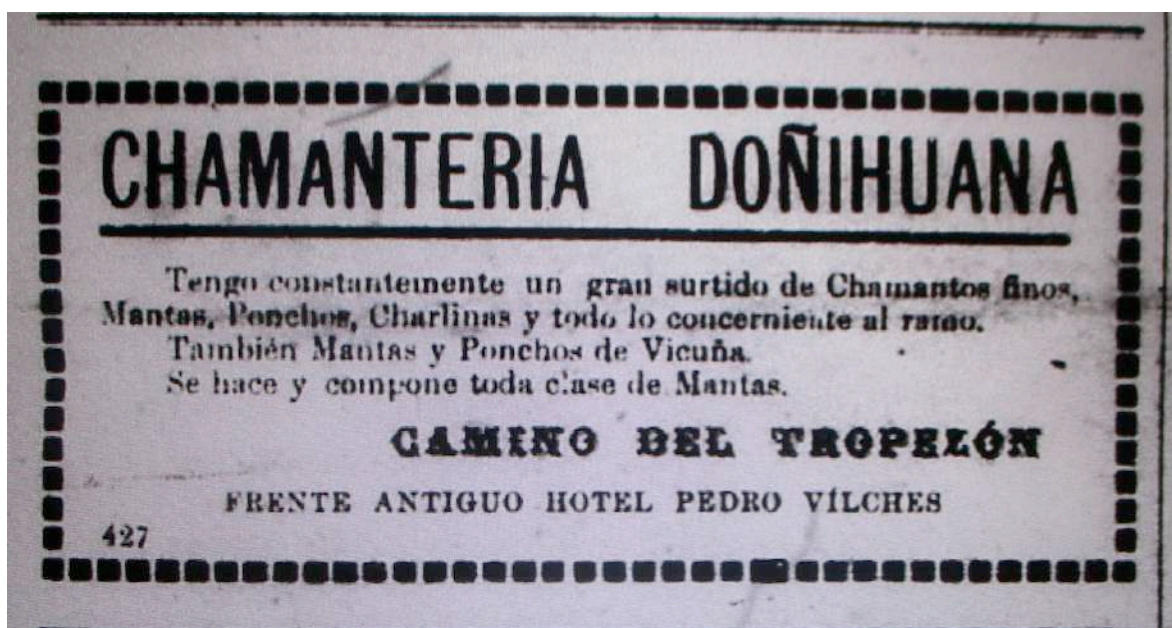 CHAMANTERIA DOÑIHUANA
Tengo constantemente un gran surtido de Chamantos finos,
Mantas, Ponchos, Charlinas y todo lo concerniente al ramo.
También Mantas y Ponchos de Vicuña.
Se hace y compone toda clase de Mantas.
CAMINO DEL TROPEZÓN
FRENTE ANTIGUO HOTEL PEDRO VÍLCHES
427